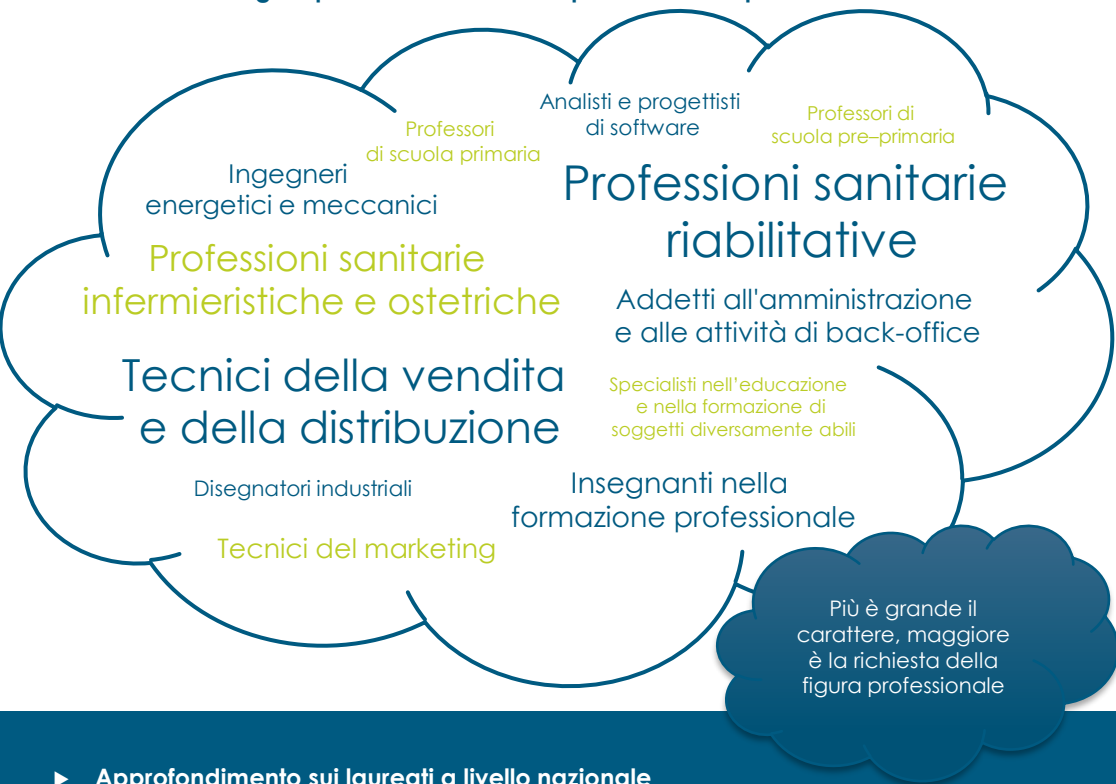 Analisti e progettisti
di software
Professori di
scuola pre–primaria
Professori
di scuola primaria
Ingegneri
energetici e meccanici
Professioni sanitarie
riabilitative
Professioni sanitarie
infermieristiche e ostetriche
Addetti all'amministrazione
e alle attività di back-office
Tecnici della vendita
e della distribuzione
Specialisti nell’educazione
e nella formazione di
soggetti diversamente abili
Disegnatori industriali
Insegnanti nella
formazione professionale
Tecnici del marketing
Più è grande il
carattere, maggiore
è la richiesta della
figura professionale
Approfondimento sui laureati a livello nazionale